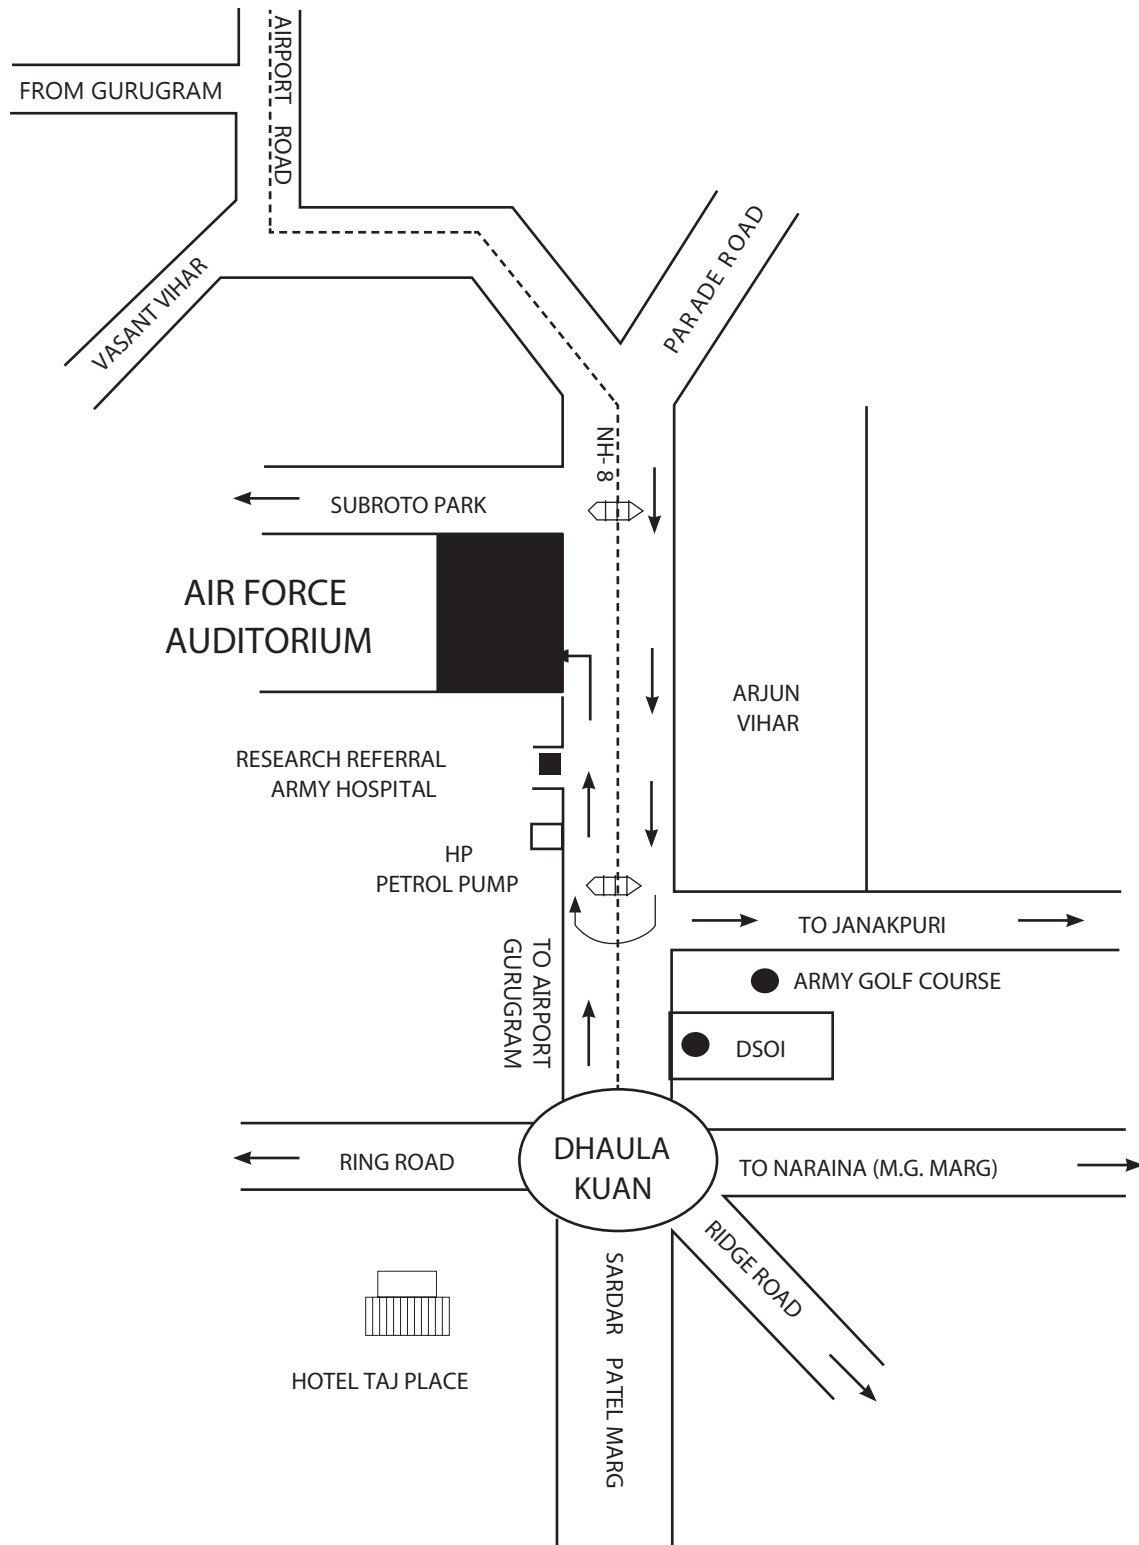 AIRPORT ROAD
FROM GURUGRAM
VASANT VIHAR
PARADE ROAD
NH-8
SUBROTO PARK
AIR FORCE
AUDITORIUM
ARJUN
VIHAR
RESEARCH REFERRAL
ARMY HOSPITAL
HP
PETROL PUMP
TO JANAKPURI
TO AIRPORT
GURUGRAM
ARMY GOLF COURSE
DSOI
RING ROAD
DHAULA
KUAN
TO NARAINA (M.G. MARG)
RIDGE ROAD
SARDAR PATEL MARG
HOTEL TAJ PLACE